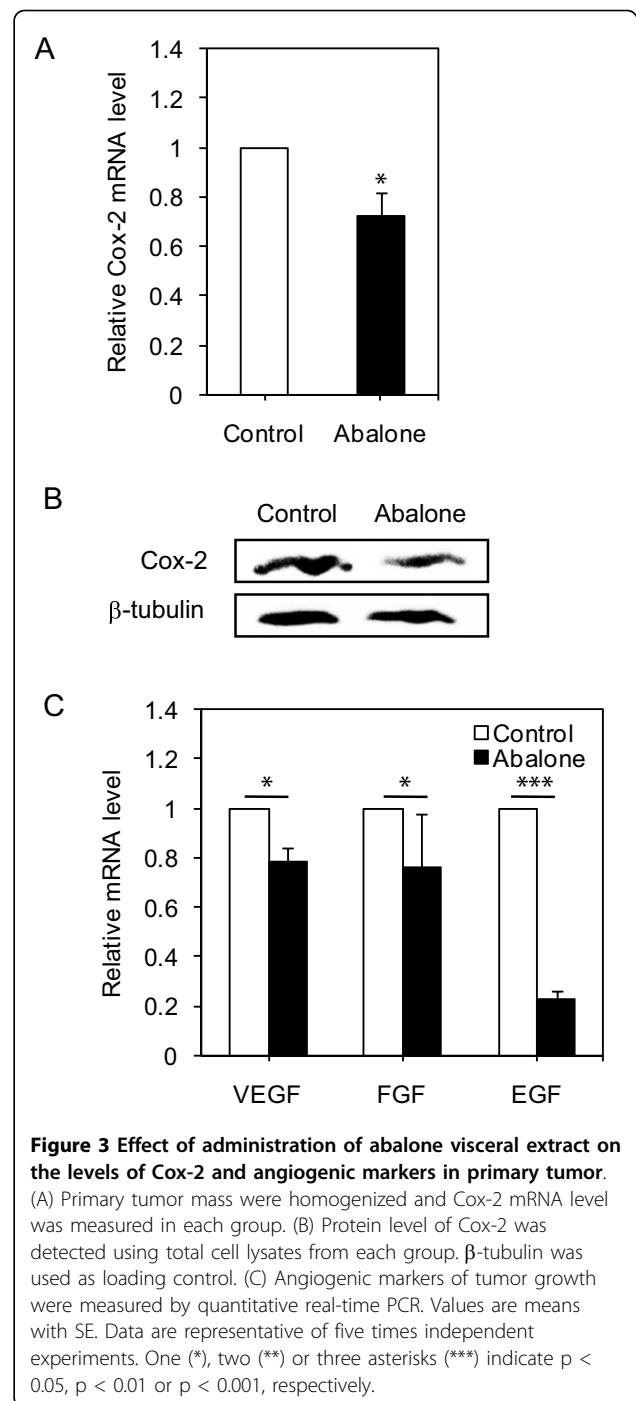 A
1.4
1.2
1
0.8
0.6
0.4
0.2
0
Relative Cox-2 mRNA level
*
Control Abalone
B
Control Abalone
Cox-2
β-tubulin
C
1.4
1.2
1
0.8
0.6
0.4
0.2
0
Relative mRNA level
Control
Abalone
* * ***
VEGF FGF EGF
Figure 3 Effect of administration of abalone visceral extract on
the levels of Cox-2 and angiogenic markers in primary tumor.
(A) Primary tumor mass were homogenized and Cox-2 mRNA level
was measured in each group. (B) Protein level of Cox-2 was
detected using total cell lysates from each group. β-tubulin was
used as loading control. (C) Angiogenic markers of tumor growth
were measured by quantitative real-time PCR. Values are means
with SE. Data are representative of five times independent
experiments. One (*), two (**) or three asterisks (***) indicate p <
0.05, p < 0.01 or p < 0.001, respectively.